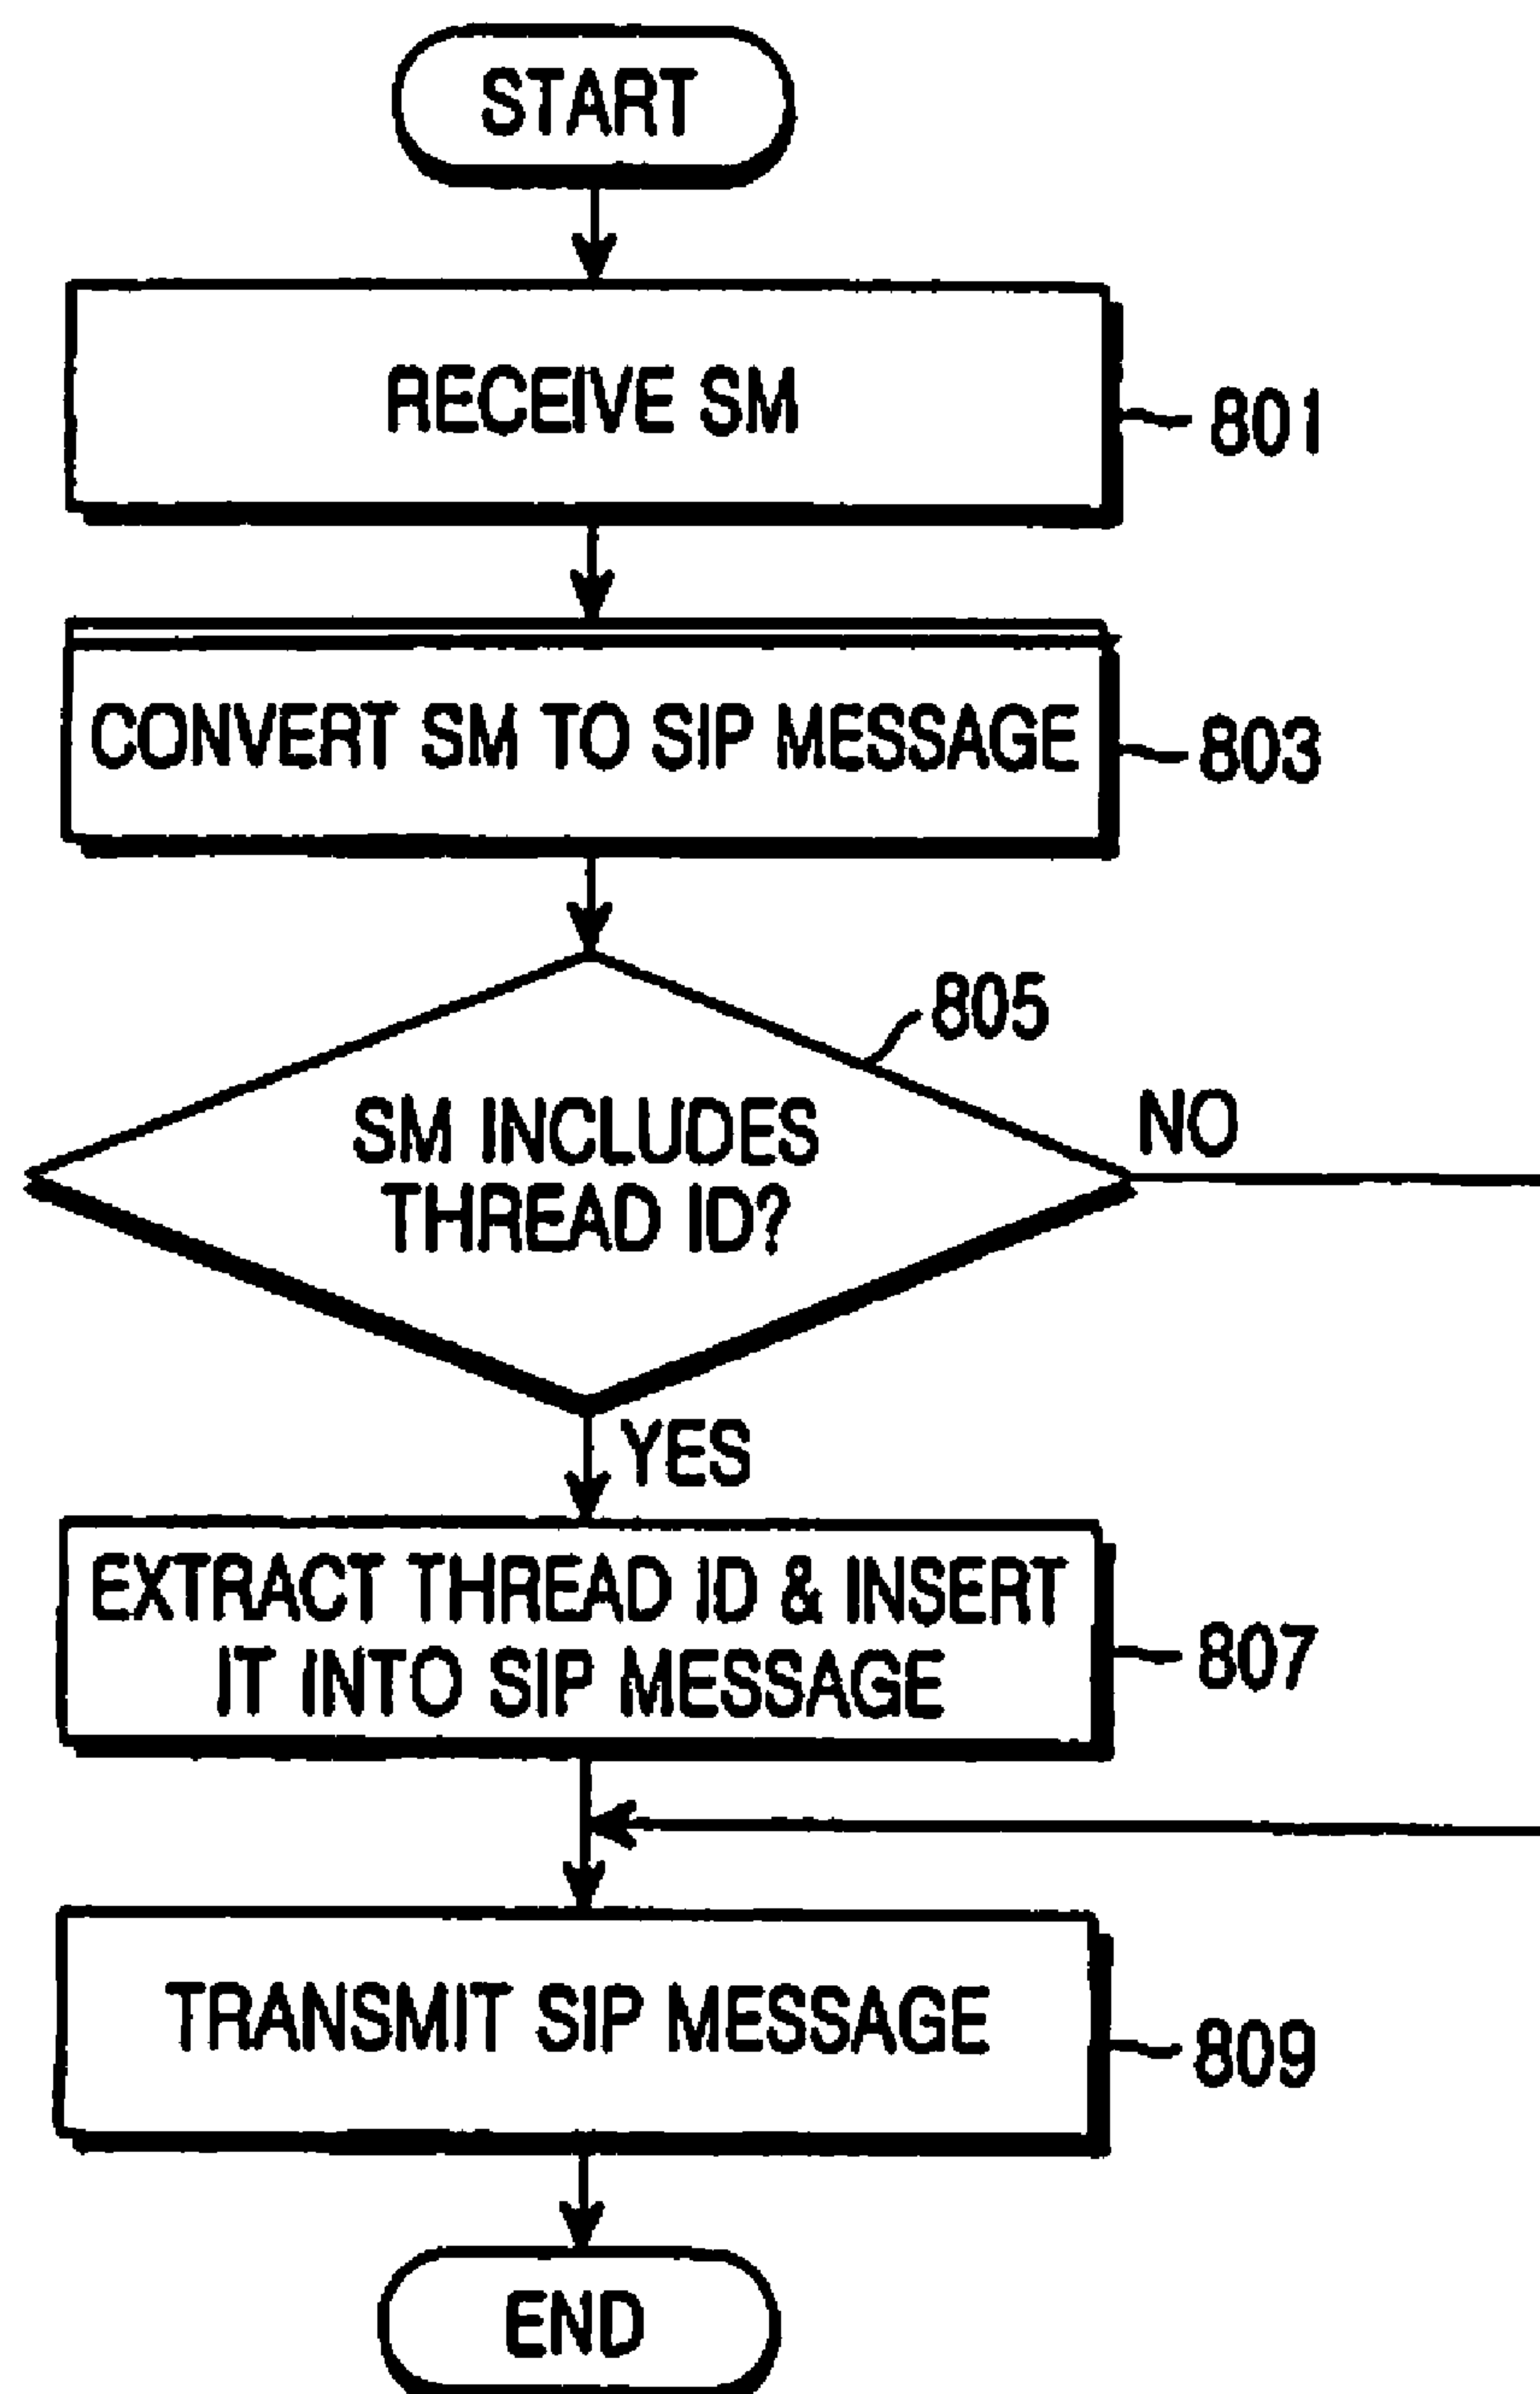 START
RECEIVE SM
801
CONVERT SM TO SIP MESSAGE
803
805
SM INCLUDES
THREAD ID?
NO
YES
EXTRACT THREAD ID & INSERT
IT INTO SIP MESSAGE
807
TRANSMIT SIP MESSAGE
809
END